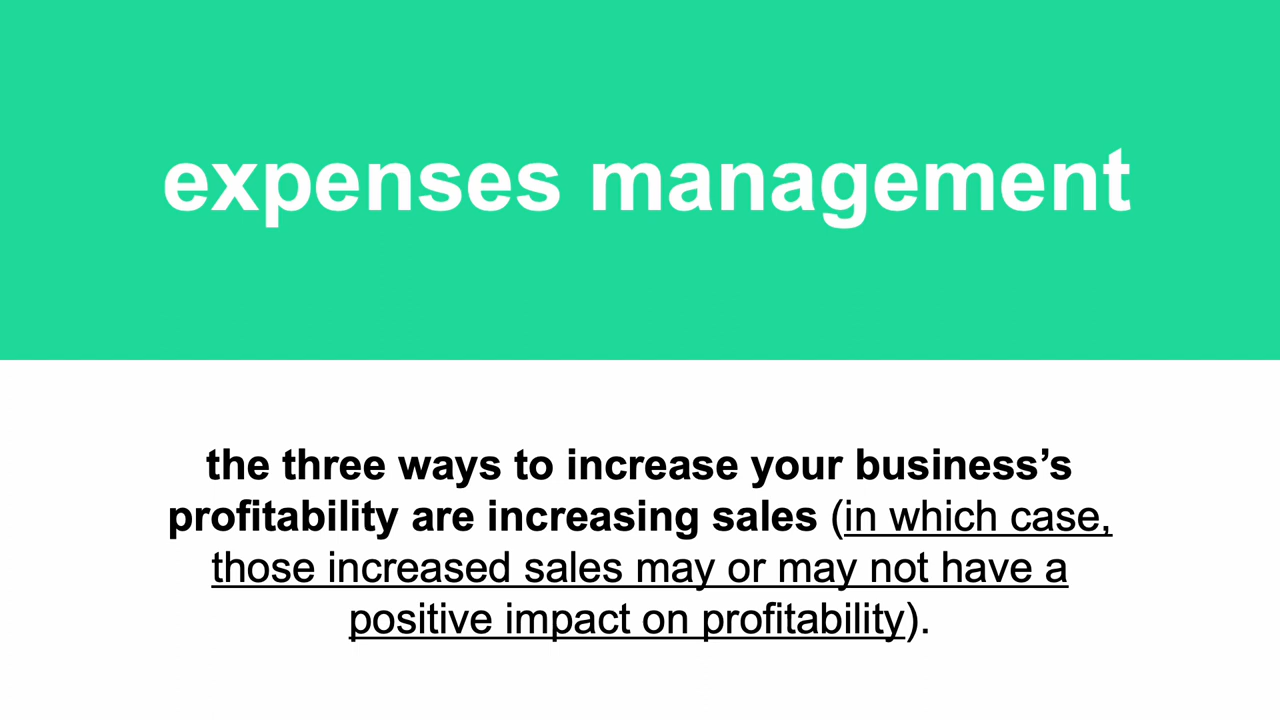 expenses management
the three ways to increase your business’s
profitability are increasing sales (in which case,
those increased sales may or may not have a
positive impact on profitability).